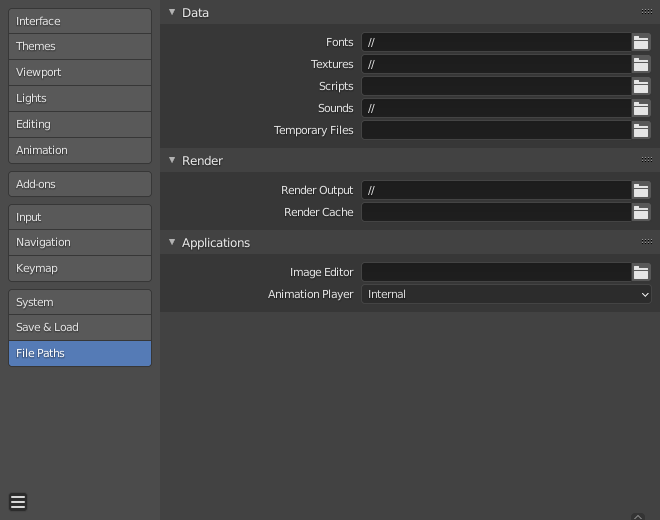 Interface
Themes
Viewport
Lights
Editing
Animation
Add-ons
Input
Navigation
Keymap
System
Save & Load
File Paths
Data
Fonts //
Textures //
Scripts
Sounds //
Temporary Files
Render
Render Output //
Render Cache
Applications
Image Editor
Animation Player Internal